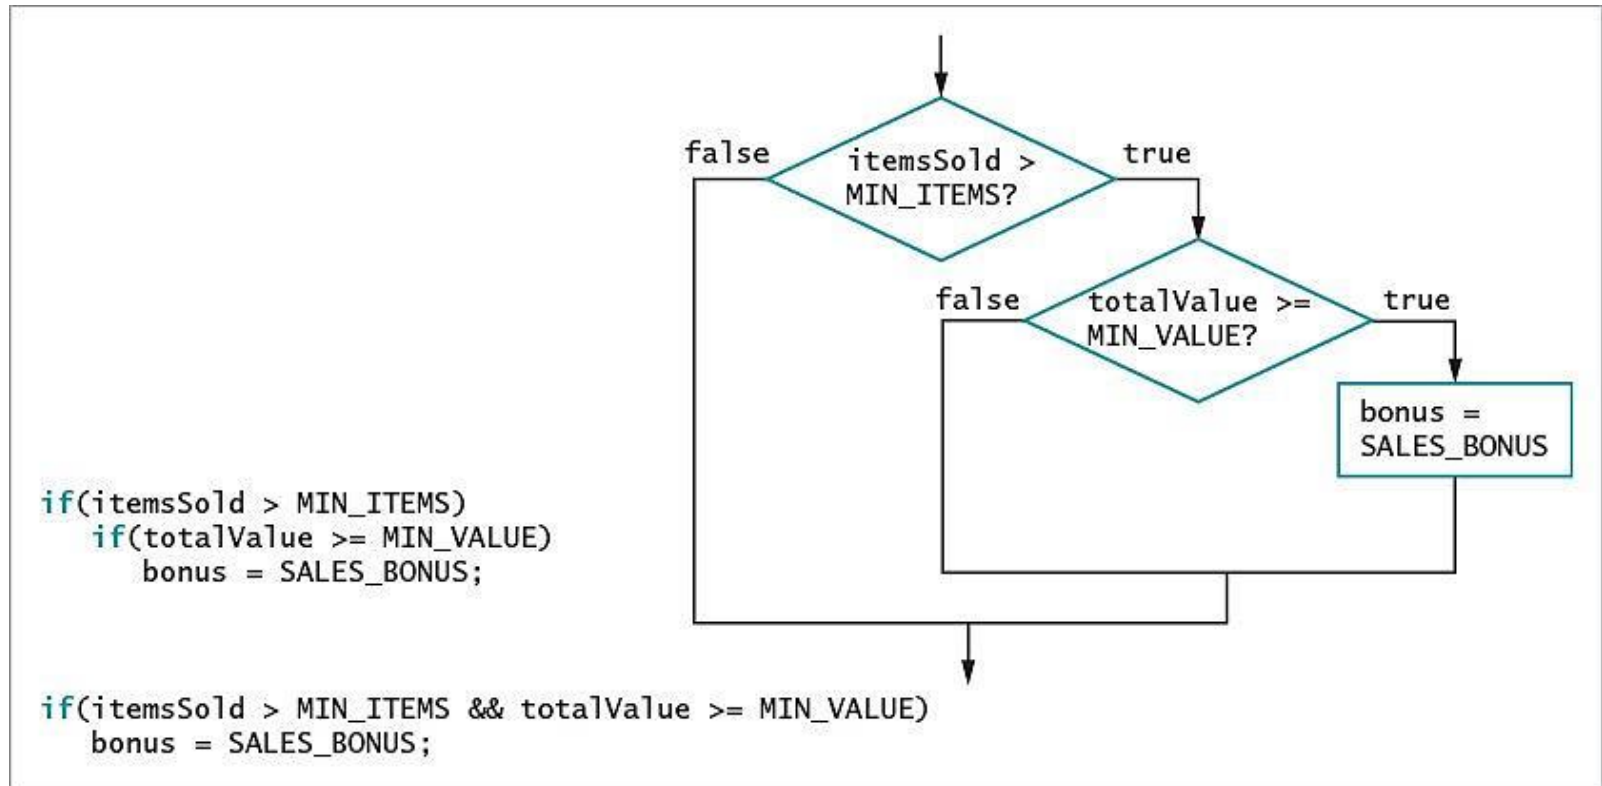 false
true
itemsSold >
MIN_ITEMS?
false
true
totalValue >=
MIN_VALUE?
bonus =
SALES_BONUS
if(itemsSold > MIN_ITEMS)
   if(totalValue >= MIN_VALUE)
      bonus = SALES_BONUS;
if(itemsSold > MIN_ITEMS && totalValue >= MIN_VALUE)
   bonus = SALES_BONUS;